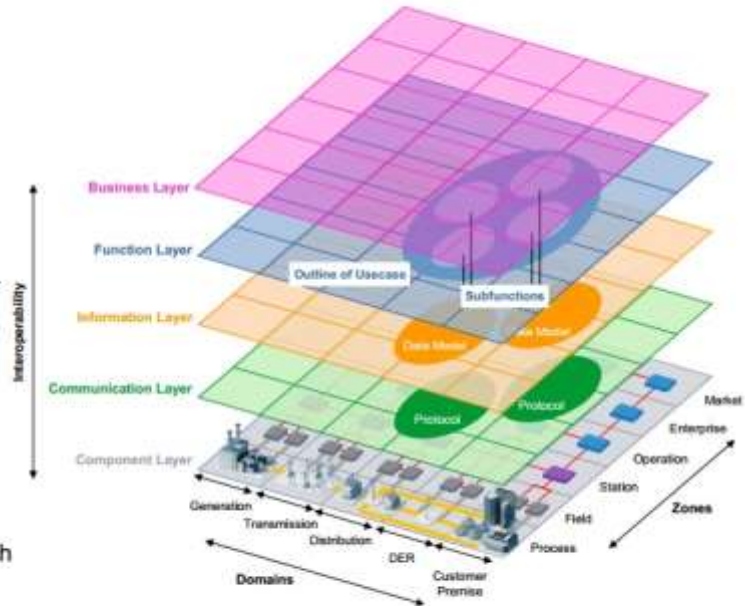 Business Layer
Function Layer
Outline of Usecase
Subfunctions
Interoperability
Information Layer
Data Model
Model
Communication Layer
Protocol
Protocol
Component Layer
Market
Enterprise
Operation
Station
Field
Process
Zones
Generation
Transmission
Distribution
DER
Customer
Premise
Domains
h